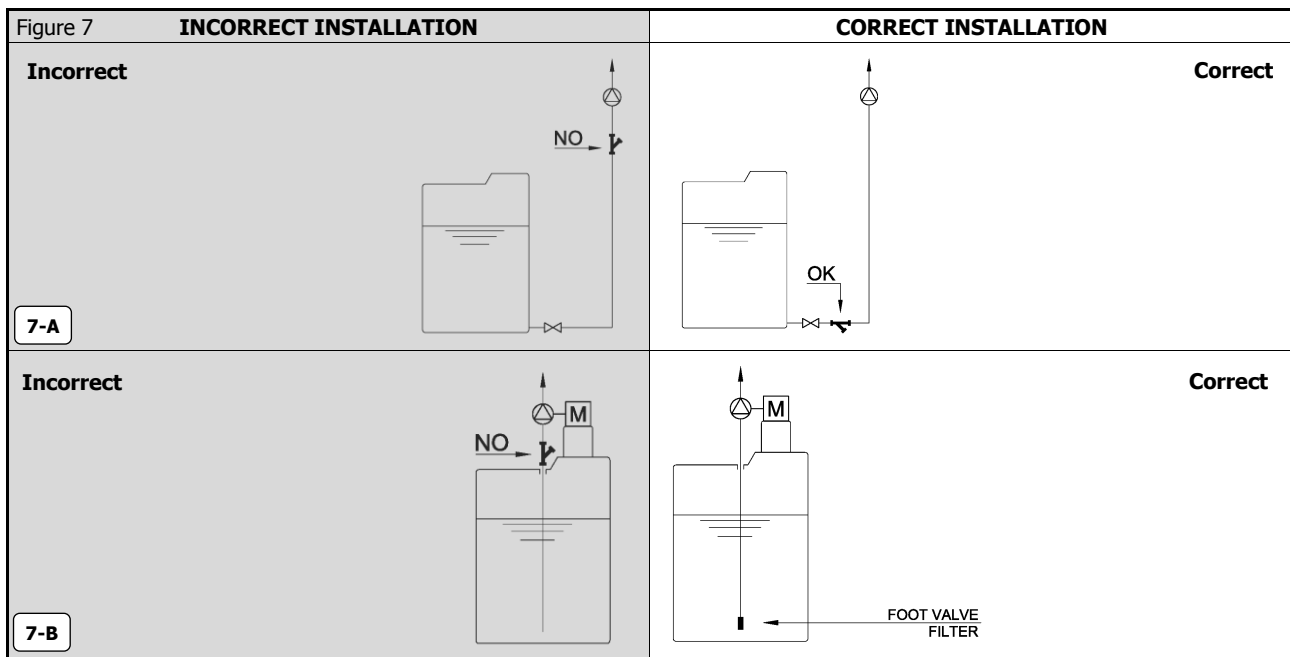 Figure 7 INCORRECT INSTALLATION CORRECT INSTALLATION
Incorrect
NO
7-A
Correct
OK
Incorrect
M
NO
7-B
Correct
M
FOOT VALVE
FILTER